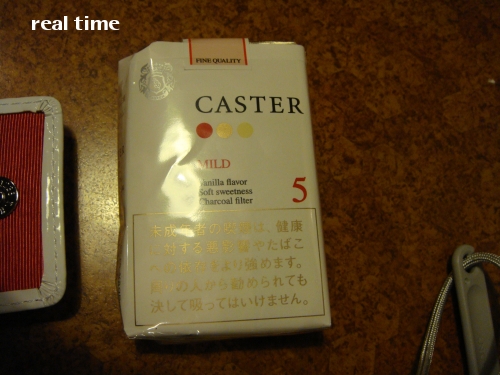 real time
FINE QUALITY
CASTER
MILD
Vanilla flavor
Soft sweetness
Charcoal filter
5
未成年者の喫煙は、健康
に対する悪影響やたばこ
への依存をより強めます。
周りの人から勧められても
決して吸ってはいけません。